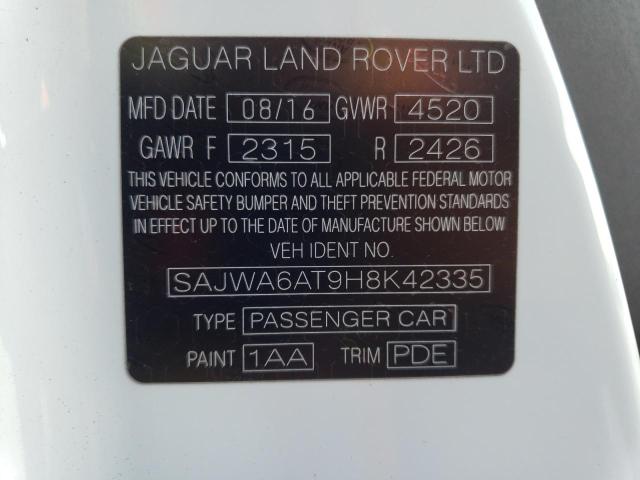 JAGUAR LAND ROVER LTD
MFD DATE 08/16 GVWR 4520
GAWR F 2315 R 2426
THIS VEHICLE CONFORMS TO ALL APPLICABLE FEDERAL MOTOR
VEHICLE SAFETY BUMPER AND THEFT PREVENTION STANDARDS
IN EFFECT UP TO THE DATE OF MANUFACTURE SHOWN BELOW
VEH IDENT NO.
SAJWA6AT9H8K42335
TYPE PASSENGER CAR
PAINT 1AA TRIM PDE